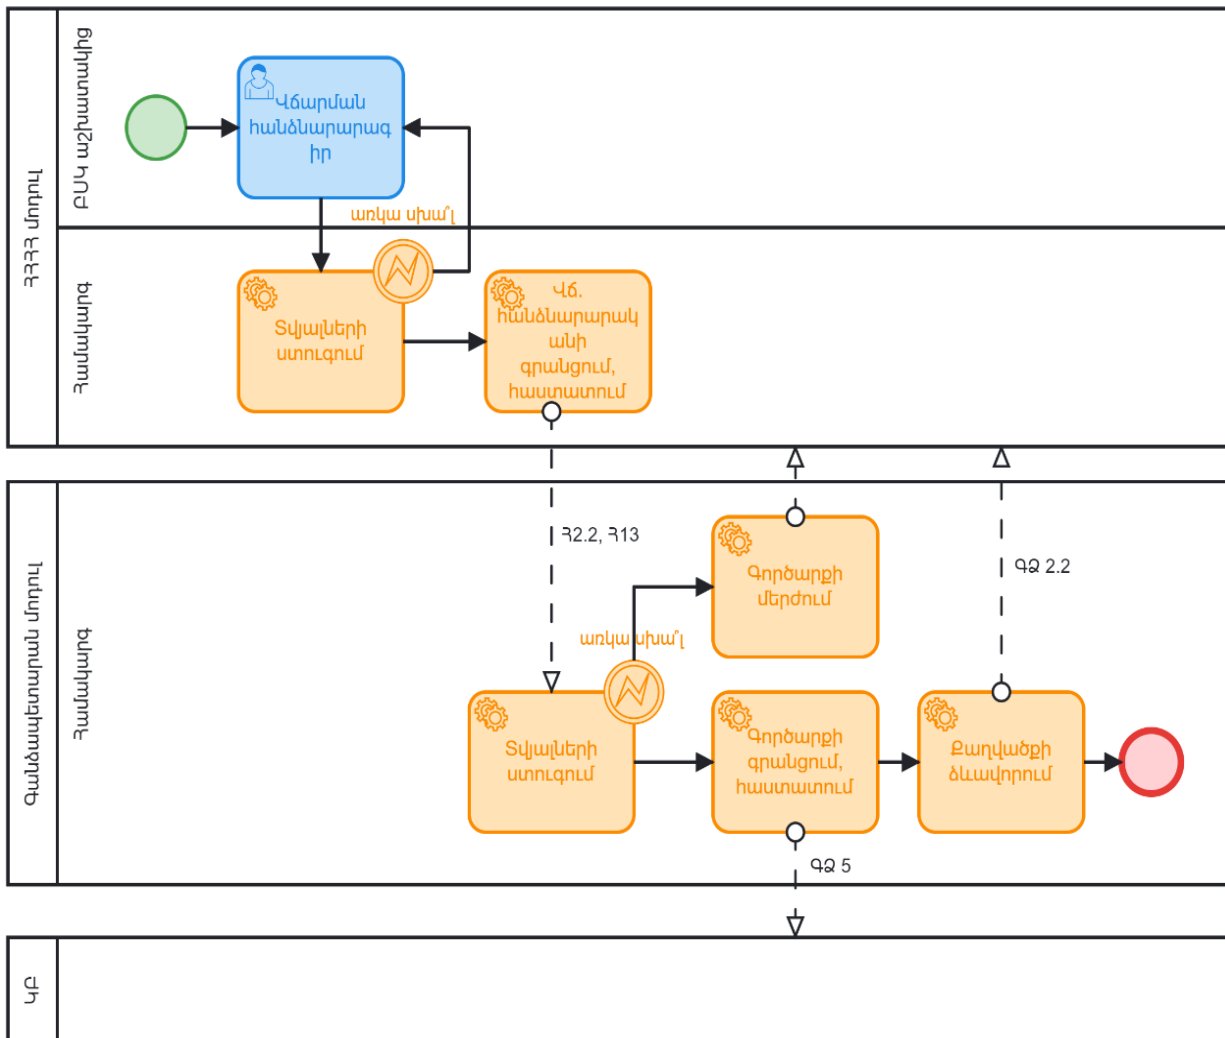 ՀՀՀՀ մոդուլ
ԲՍԿ աշխատակից
Վճարման
հանձնարարագ
իր
առկա սխա՞լ
Համակարգ
Տվյալների
ստուգում
Վճ.
հանձնարարակ
անի
գրանցում,
հաստատում
Հ2.2, Հ13
Գանձապետական մոդուլ
Համակարգ
Գործարքի
մերժում
ԳՁ 2.2
առկա սխա՞լ
Տվյալների
ստուգում
Գործարքի
գրանցում,
հաստատում
Քաղվածքի
ձևավորում
ԳՁ 5
ԿԲ